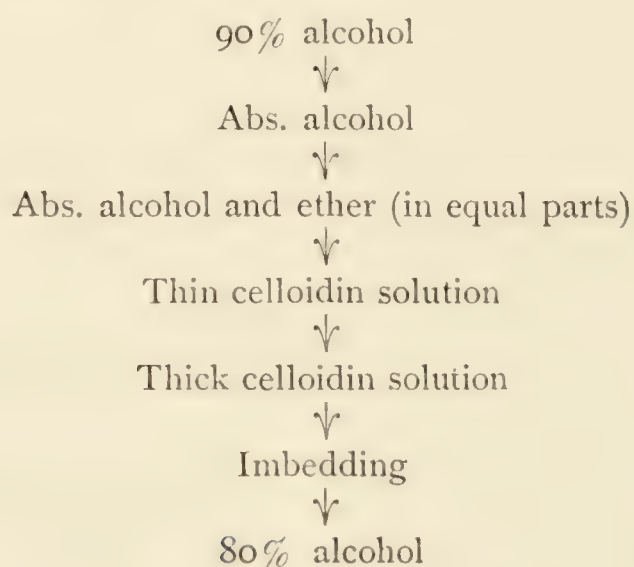 90% alcohol
Abs. alcohol
Abs. alcohol and ether (in equal parts)
Thin celloidin solution
Thick celloidin solution
Imbedding
80% alcohol